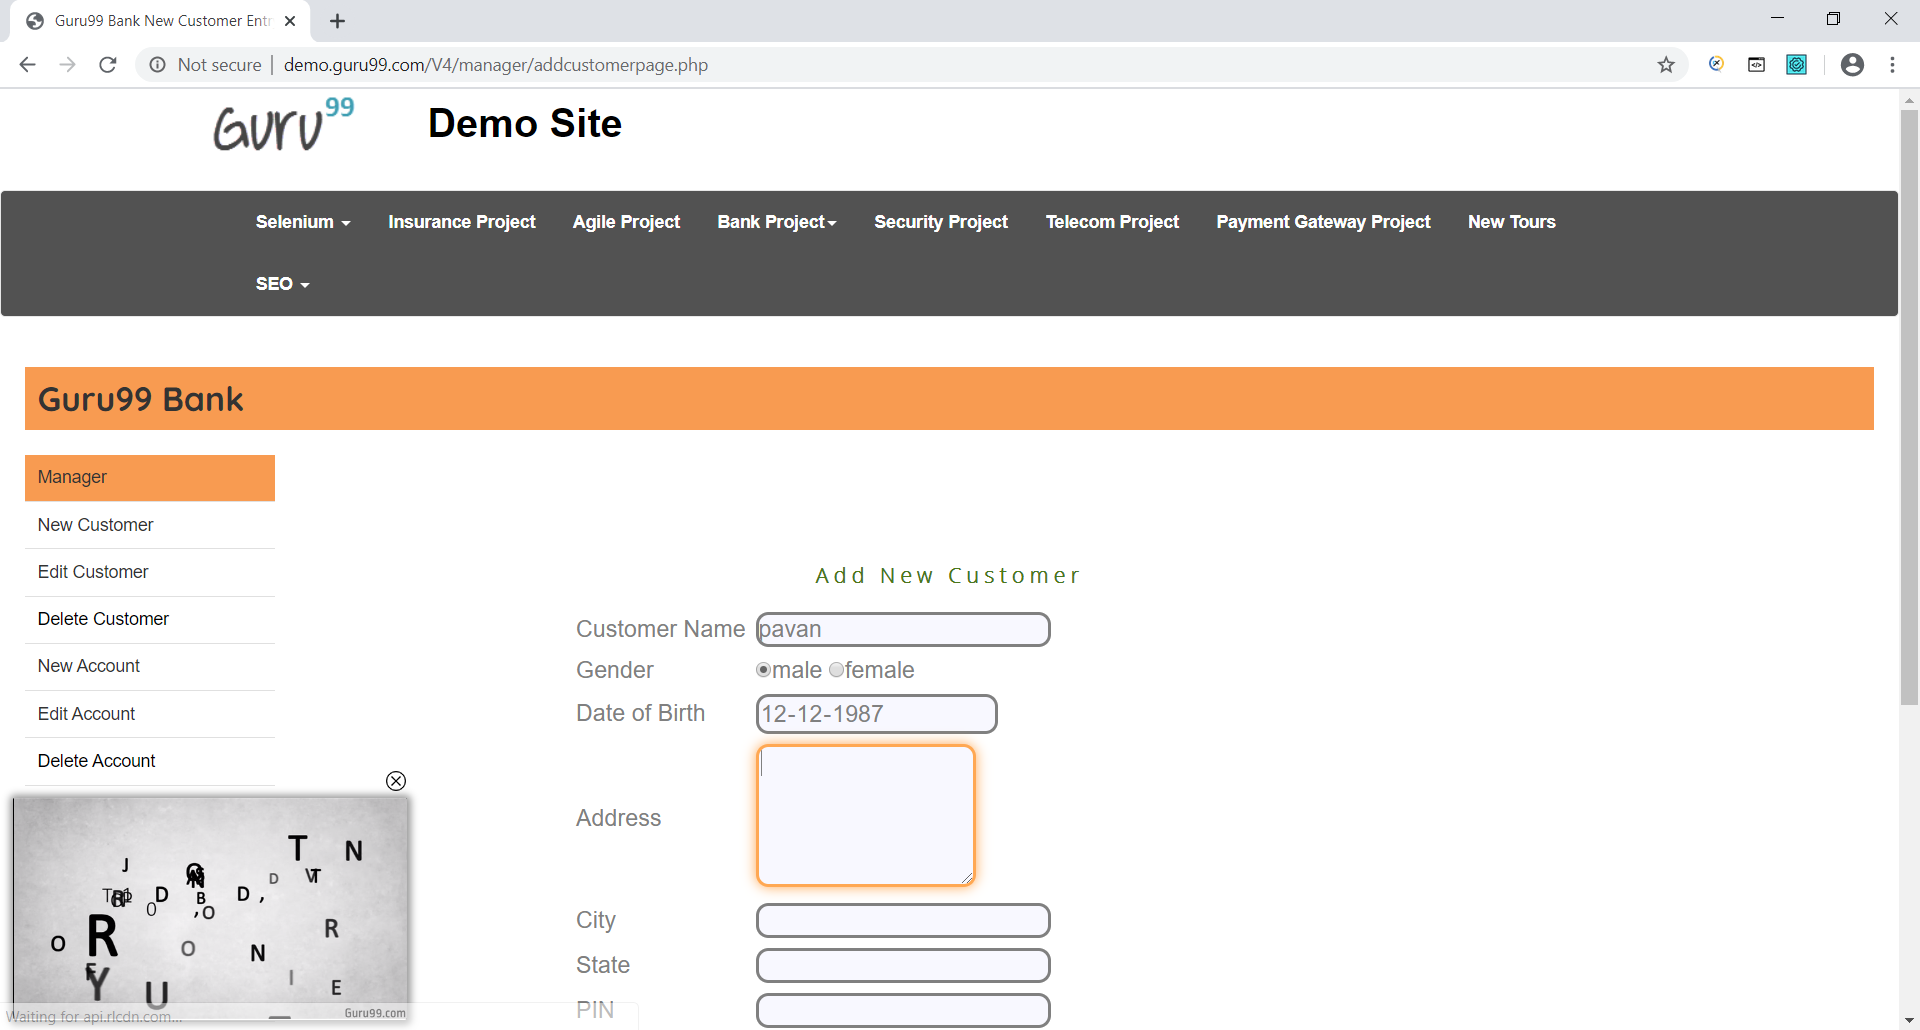 Guru99 Bank New Customer Entr
Not secure | demo.guru99.com/V4/manager/addcustomerpage.php
Guru99 Demo Site
Selenium Insurance Project Agile Project Bank Project Security Project Telecom Project Payment Gateway Project New Tours
SEO
Guru99 Bank
Manager
New Customer
Edit Customer
Delete Customer
New Account
Edit Account
Delete Account
Add New Customer
Customer Name pavan
Gender male female
Date of Birth 12-12-1987
Address
City
State
PIN
J T N
D D, D T
B
0 , O
R R
O O N
Y U I E
Guru99.com
Waiting for api.rlcdn.com...